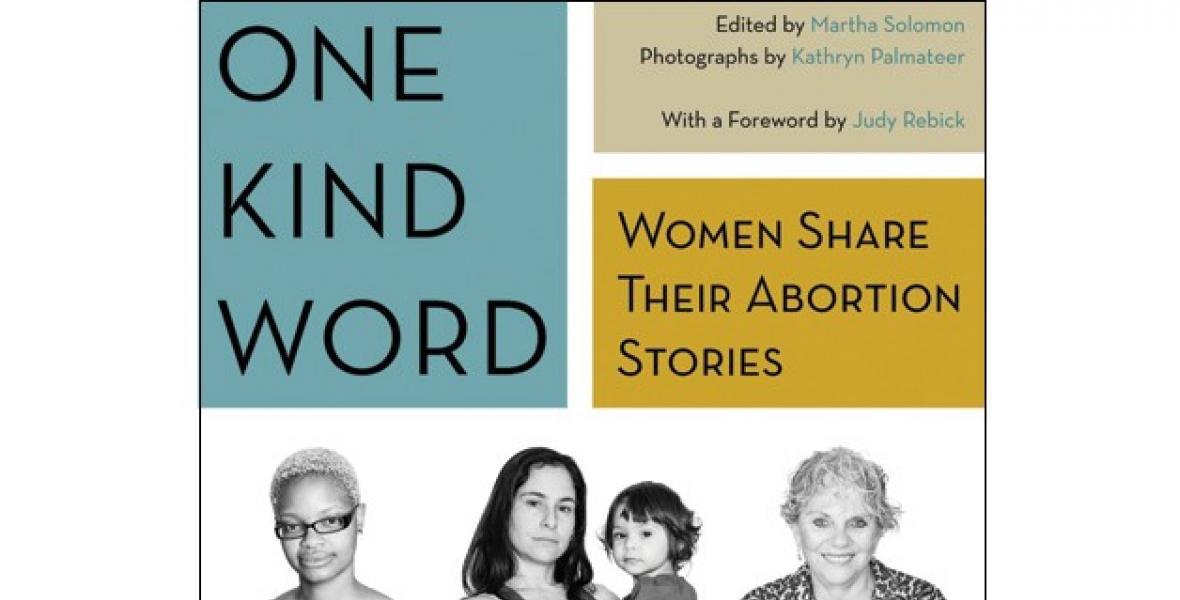 ONE
KIND
WORD
Edited by Martha Solomon
Photographs by Kathryn Palmateer
With a Foreword by Judy Rebick
WOMEN SHARE
THEIR ABORTION
STORIES